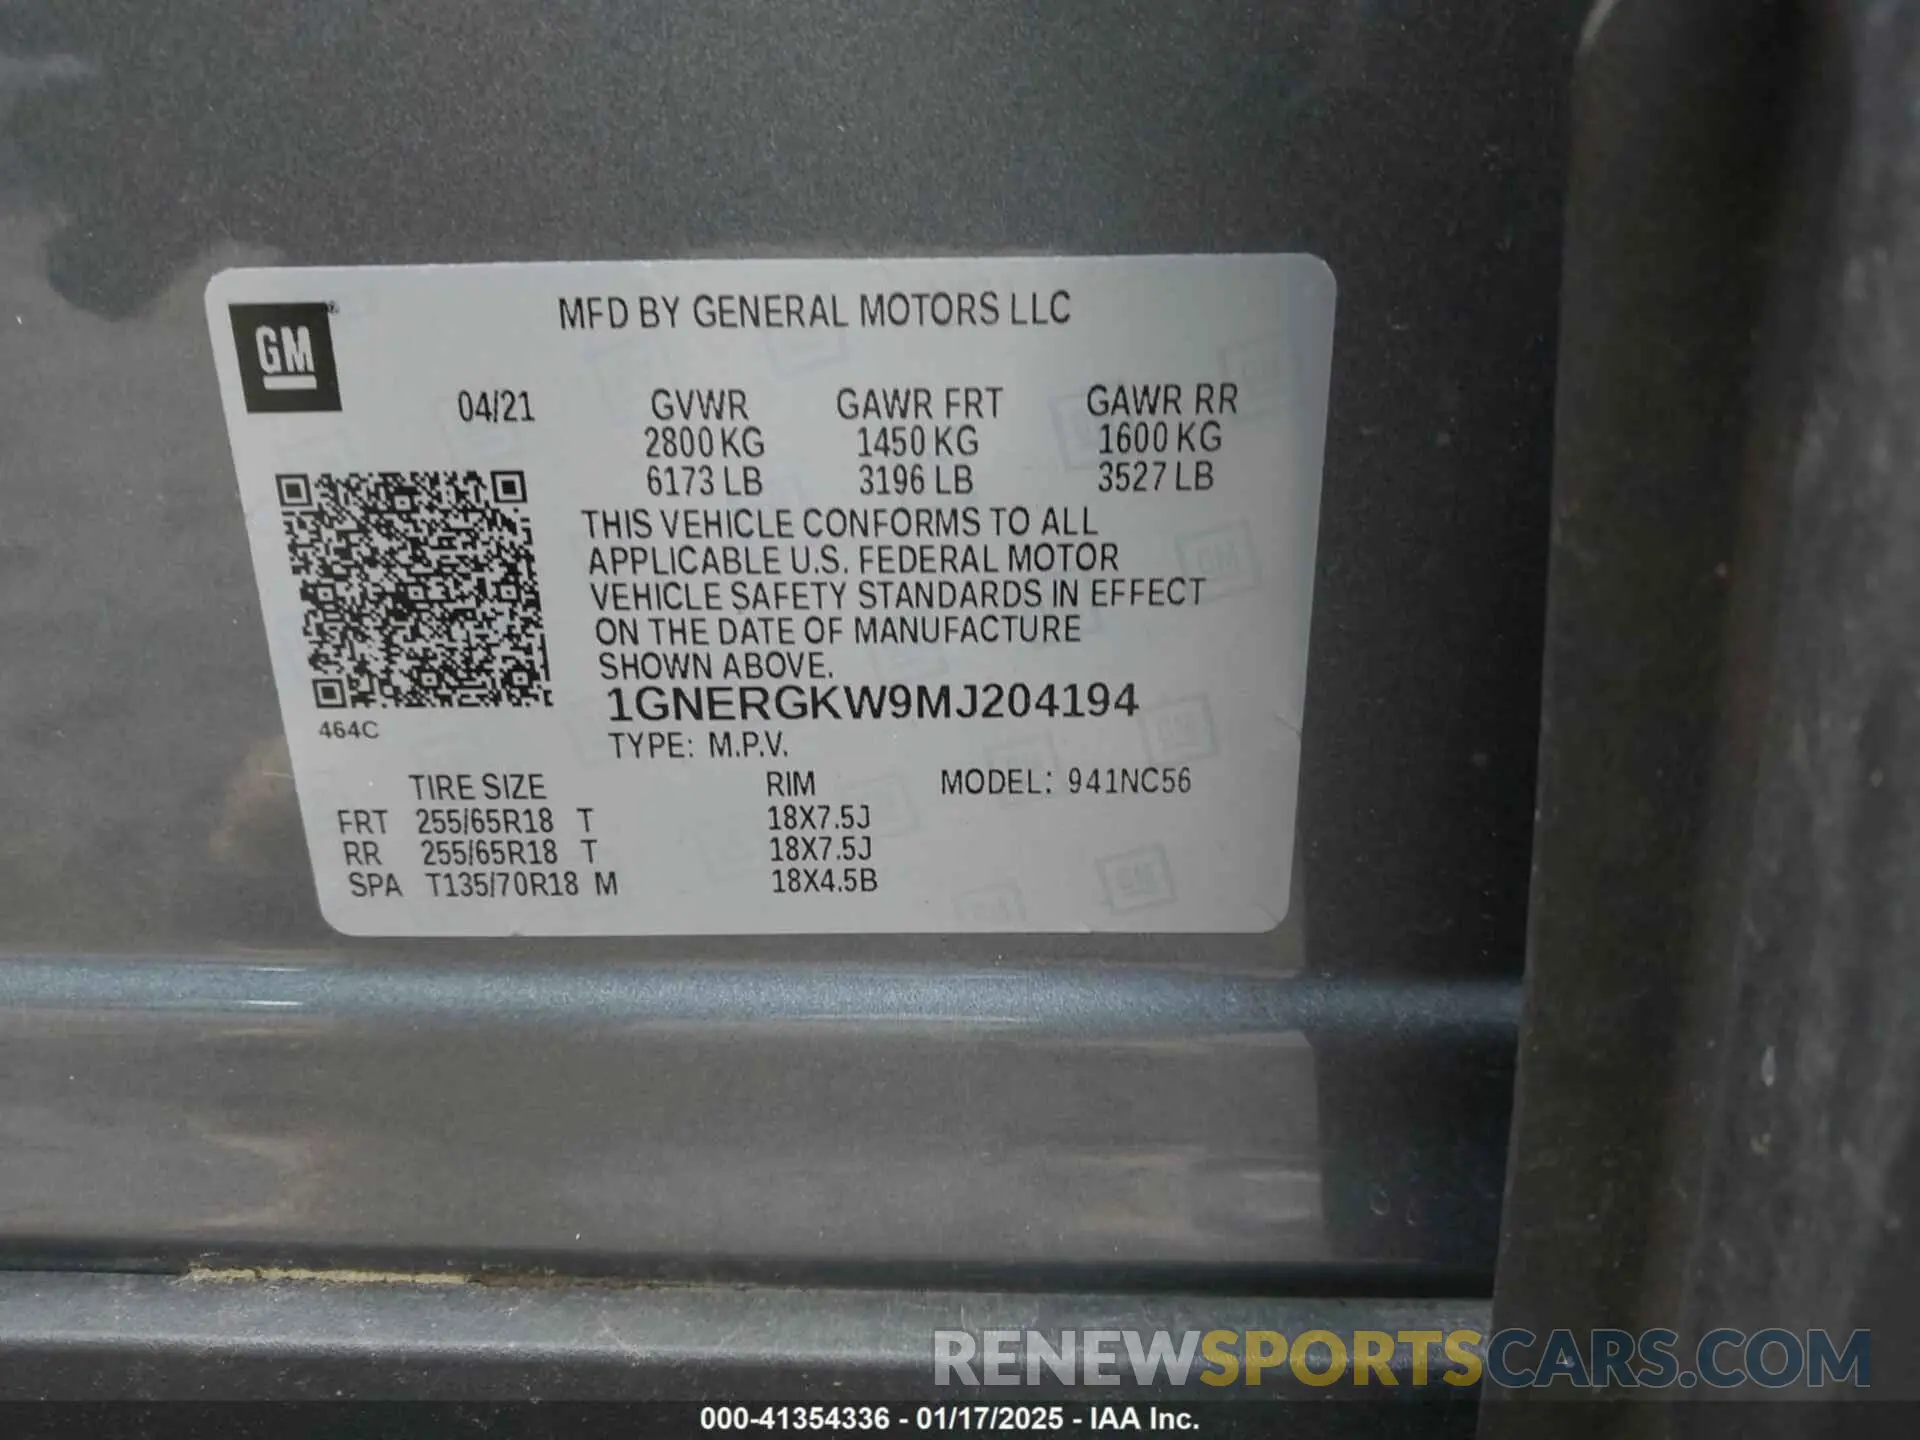 MFD BY GENERAL MOTORS LLC
GM
04/21 GVWR GAWR FRT GAWR RR
2800 KG 1450 KG 1600 KG
6173 LB 3196 LB 3527 LB
THIS VEHICLE CONFORMS TO ALL
APPLICABLE U.S. FEDERAL MOTOR
VEHICLE SAFETY STANDARDS IN EFFECT
ON THE DATE OF MANUFACTURE
SHOWN ABOVE.
1GNERGKW9MJ204194
464C
TYPE: M.P.V.
TIRE SIZE RIM MODEL: 941NC56
FRT 255/65R18 T 18X7.5J
RR 255/65R18 T 18X7.5J
SPA T135/70R18 M 18X4.5B
RENEWSPORTSCARS.COM
000-41354336 - 01/17/2025 - IAA Inc.